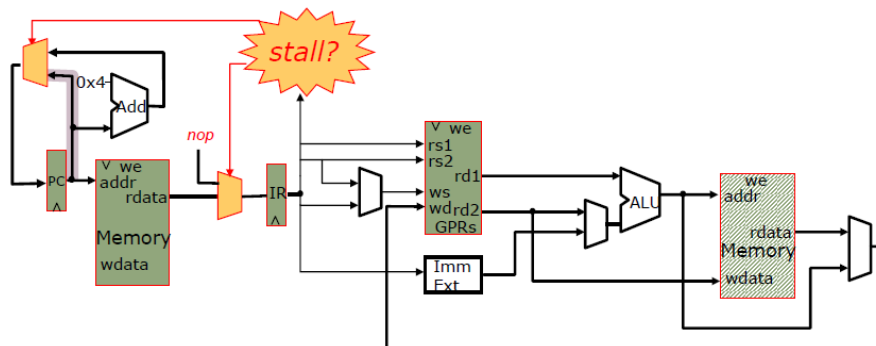 stall?
0x4
Add
nop
PC
we
addr
rdata
Memory
wdata
IR
we
rs1
rs2
rd1
ws
wd rd2
GPRs
Imm
Ext
ALU
we
addr
rdata
Memory
wdata